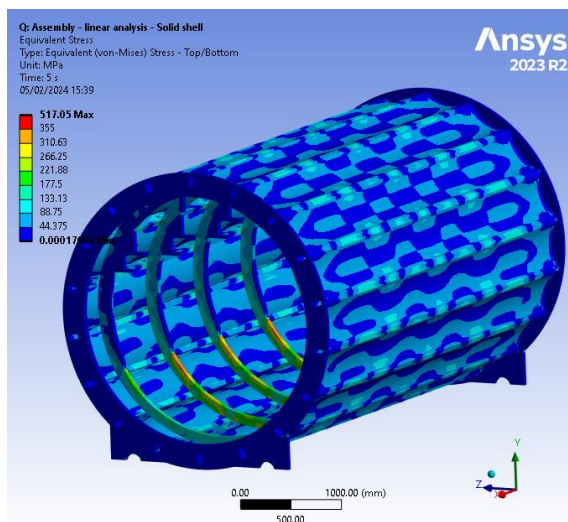 Q: Assembly - linear analysis - Solid shell
Equivalent Stress
Type: Equivalent (von-Mises) Stress - Top/Bottom
Unit: MPa
Time: 5 s
05/02/2024 15:39
Ansys
2023 R2
517.05 Max
355
310.63
266.25
221.88
177.5
133.13
88.75
44.375
Y
Z
X
0.00
1000.00 (mm)
500.00